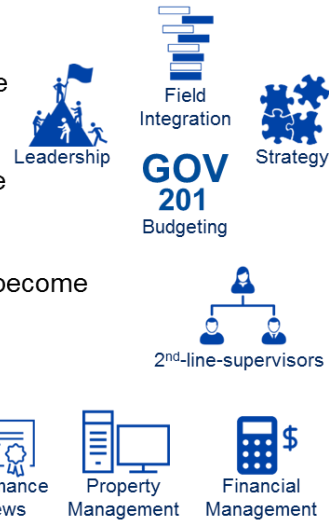 Field
Integration
Leadership
Strategy
GOV
201
Budgeting
become
2nd-line-supervisors
Property
Management
Financial
Management
$